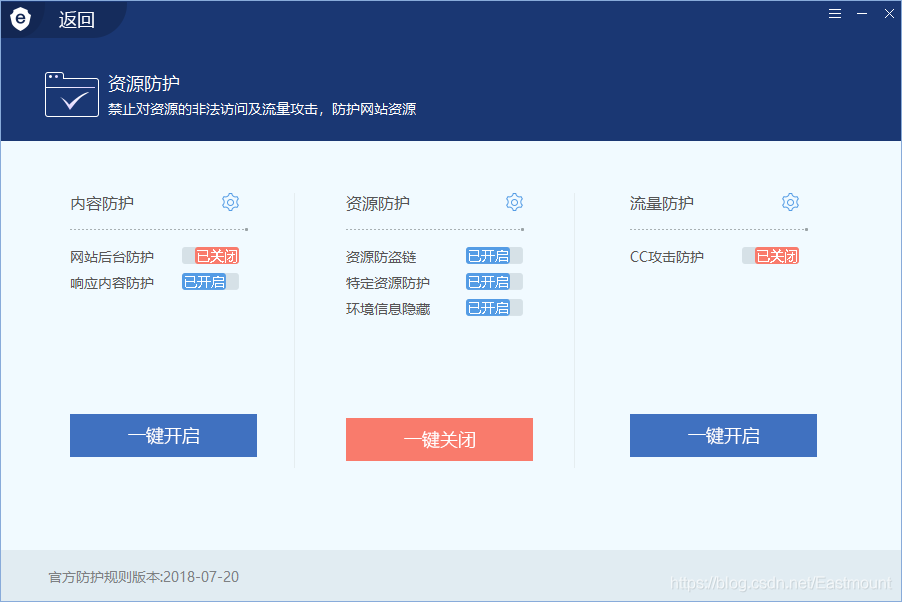 返回
资源防护
禁止对资源的非法访问及流量攻击，防护网站资源
内容防护
网站后台防护 已关闭
响应内容防护 已开启
一键开启
资源防护
资源防盗链 已开启
特定资源防护 已开启
环境信息隐藏 已开启
一键关闭
流量防护
CC攻击防护 已关闭
一键开启
官方防护规则版本:2018-07-20
https://blog.csdn.net/Eastmount